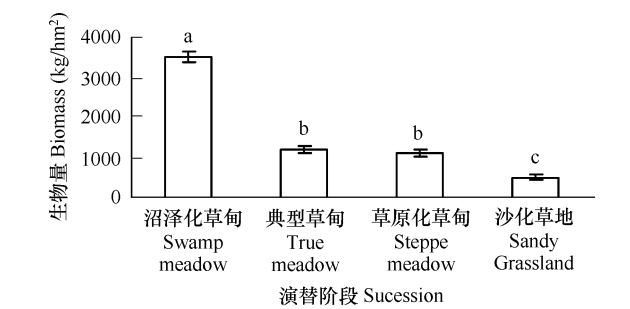 生物量 Biomass (kg/hm²)
4000
3000
2000
1000
0
a
b
b
c
沼泽化草甸 典型草甸 草原化草甸 沙化草地
Swamp True Steppe Sandy
meadow meadow meadow Grassland
演替阶段 Sucession